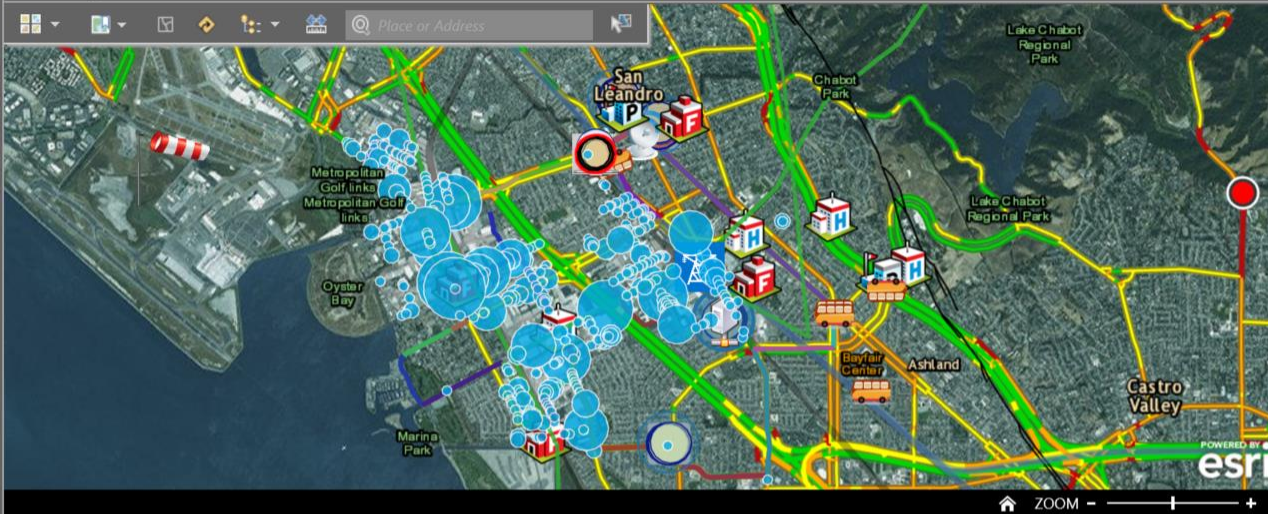 Place or Address
Lake Chabot
Regional
Park
San
Leandro
Chabot
Park
P
F
Metropolitan
Golf links
Metropolitan Golf
links
Lake Chabot
Regional Park
H
H
H
F
F
Oyster
Bay
Bayfair
Center
Ashland
Castro
Valley
Marina
Park
POWERED BY
esri
ZOOM - +